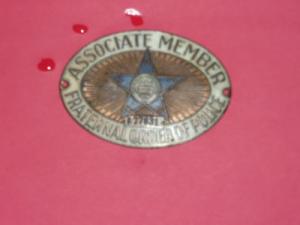 ASSOCIATE MEMBER
FRATERNAL ORDER OF POLICE